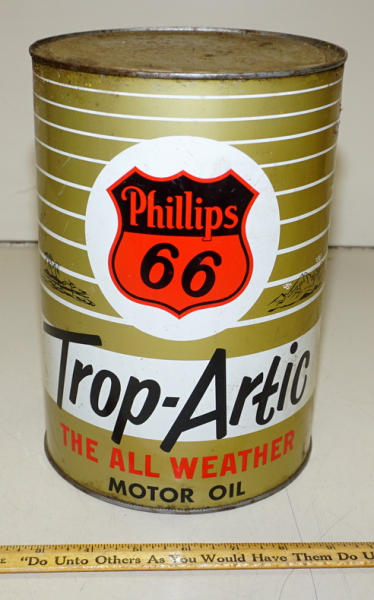 Phillips
66
Trop-Artic
THE ALL WEATHER
MOTOR OIL
"Do Unto Others As You Would Have Them Do U